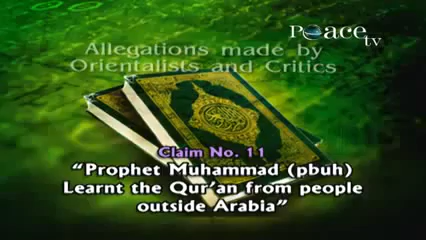 Peace tv
Allegations made by
Orientalists and Critics
Claim No. 11
“Prophet Muhammad (pbuh)
Learnt the Qur’an from people
outside Arabia”